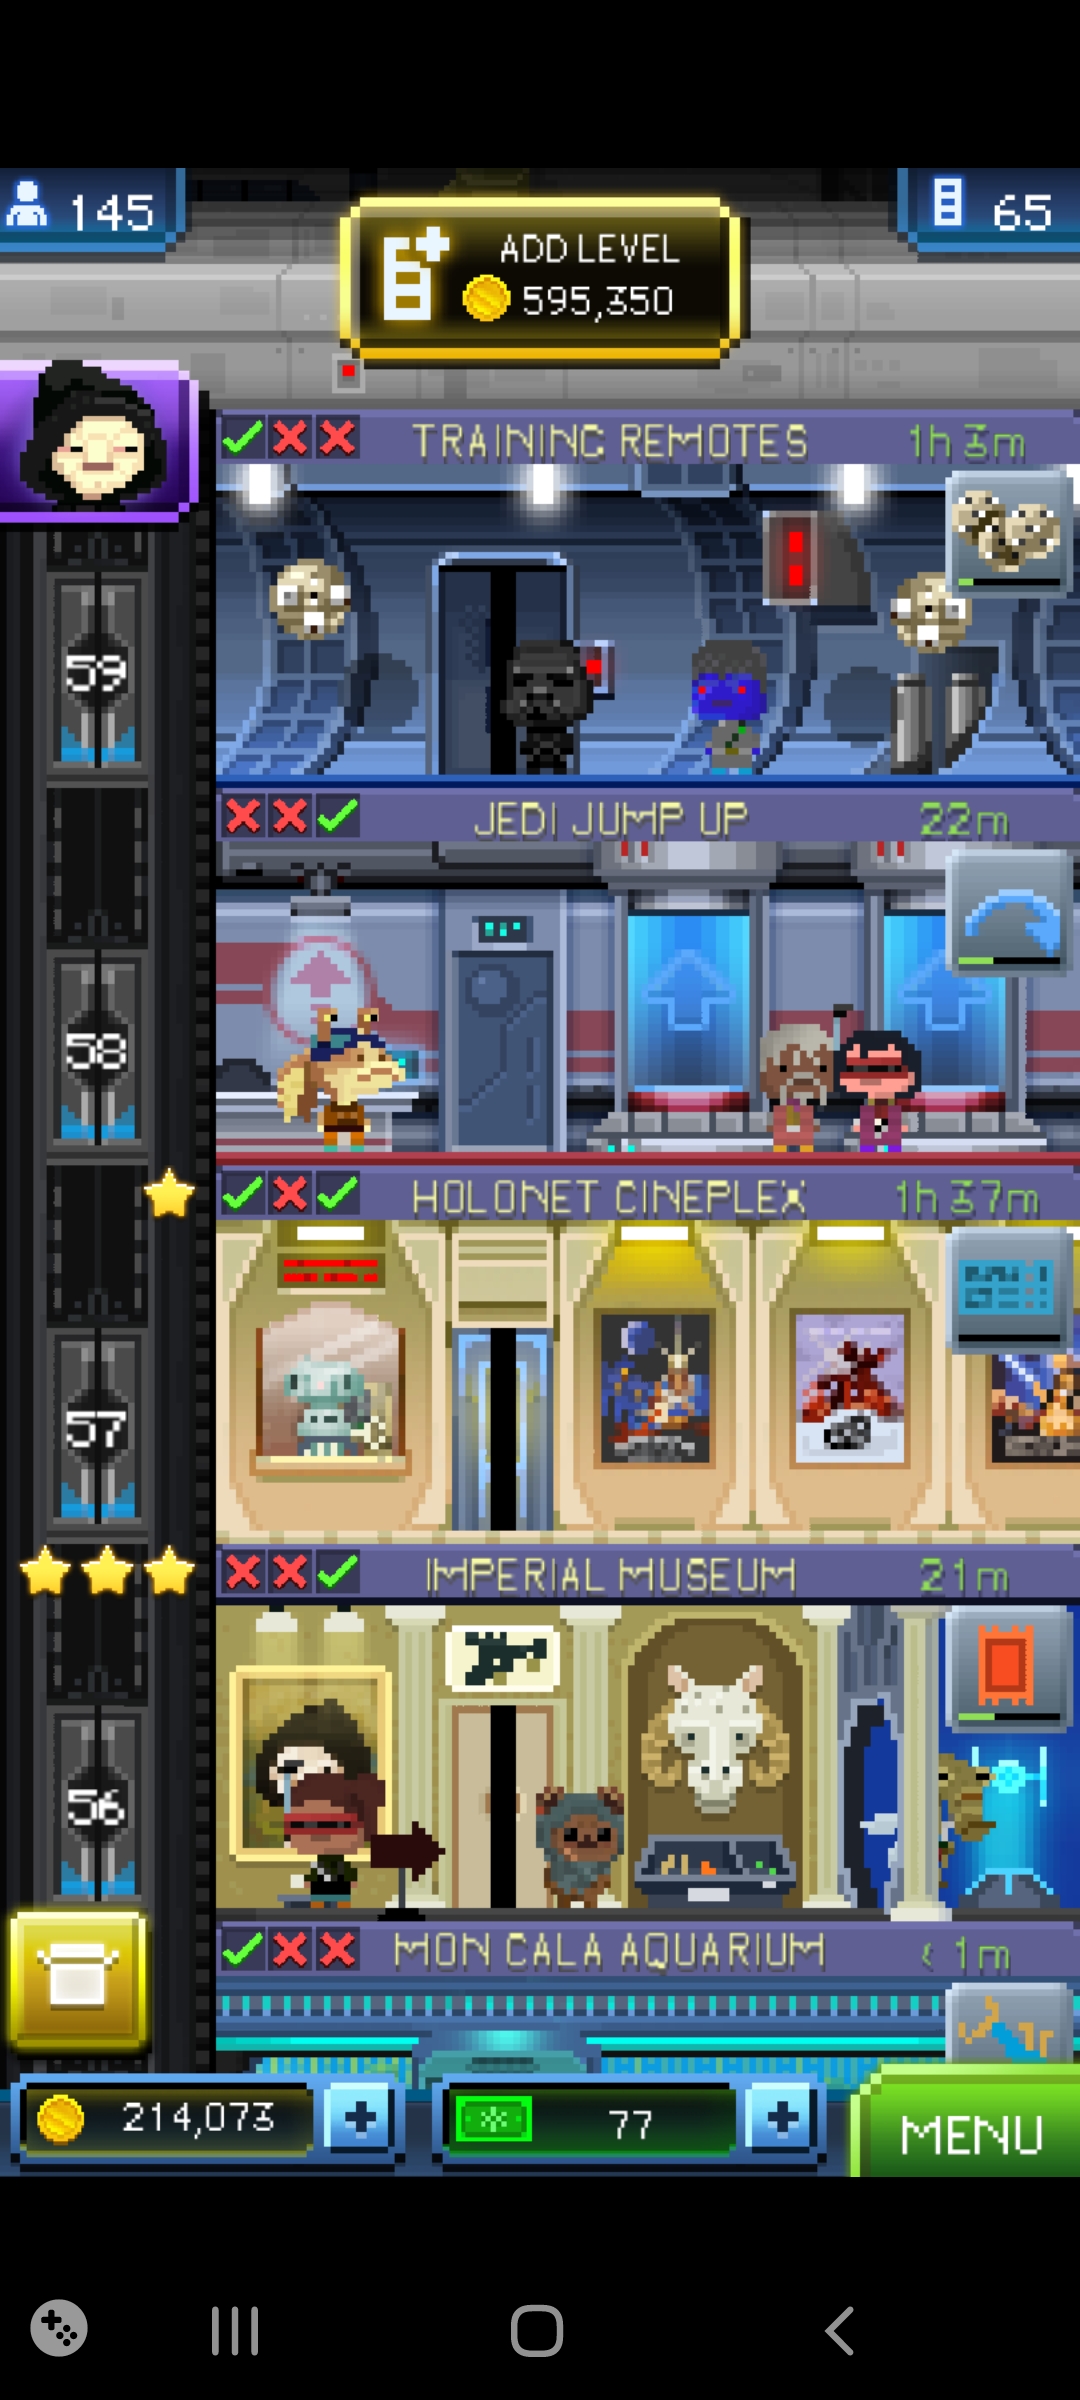 145
ADD LEVEL
595,350
65
TRAINING REMOTES 1h 3m
59
JEDI JUMP UP 22m
58
HOLONET CINEPLEX 1h 37m
57
IMPERIAL MUSEUM 21m
56
MON CALA AQUARIUM < 1m
214,073
77
MENU